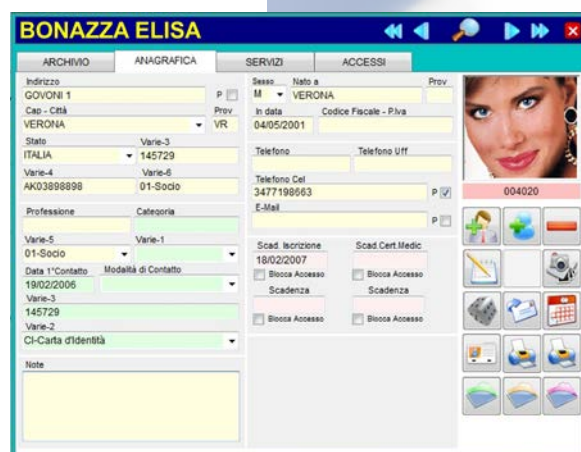 BONAZZA ELISA
ARCHIVIO ANAGRAFICA SERVIZI ACCESSI
Indirizzo
GOVONI 1 P
Cap - Città Prov
VERONA VR
Stato Varie-3
ITALIA 145729
Varie-4 Varie-6
AK03898898 01-Socio
Professione Categoria
Varie-5 Varie-1
01-Socio
Data 1°Contatto Modalità di Contatto
19/02/2006
Varie-3
145729
Varie-2
CI-Carta d'Identità
Note
Sesso Nato a Prov
M VERONA
In data Codice Fiscale - P.Iva
04/05/2001
Telefono Telefono Uff
Telefono Cel
3477198663 P
E-Mail
P
Scad. Iscrizione Scad.Cert.Medic
18/02/2007
Blocca Accesso Blocca Accesso
Scadenza Scadenza
Blocca Accesso Blocca Accesso
004020